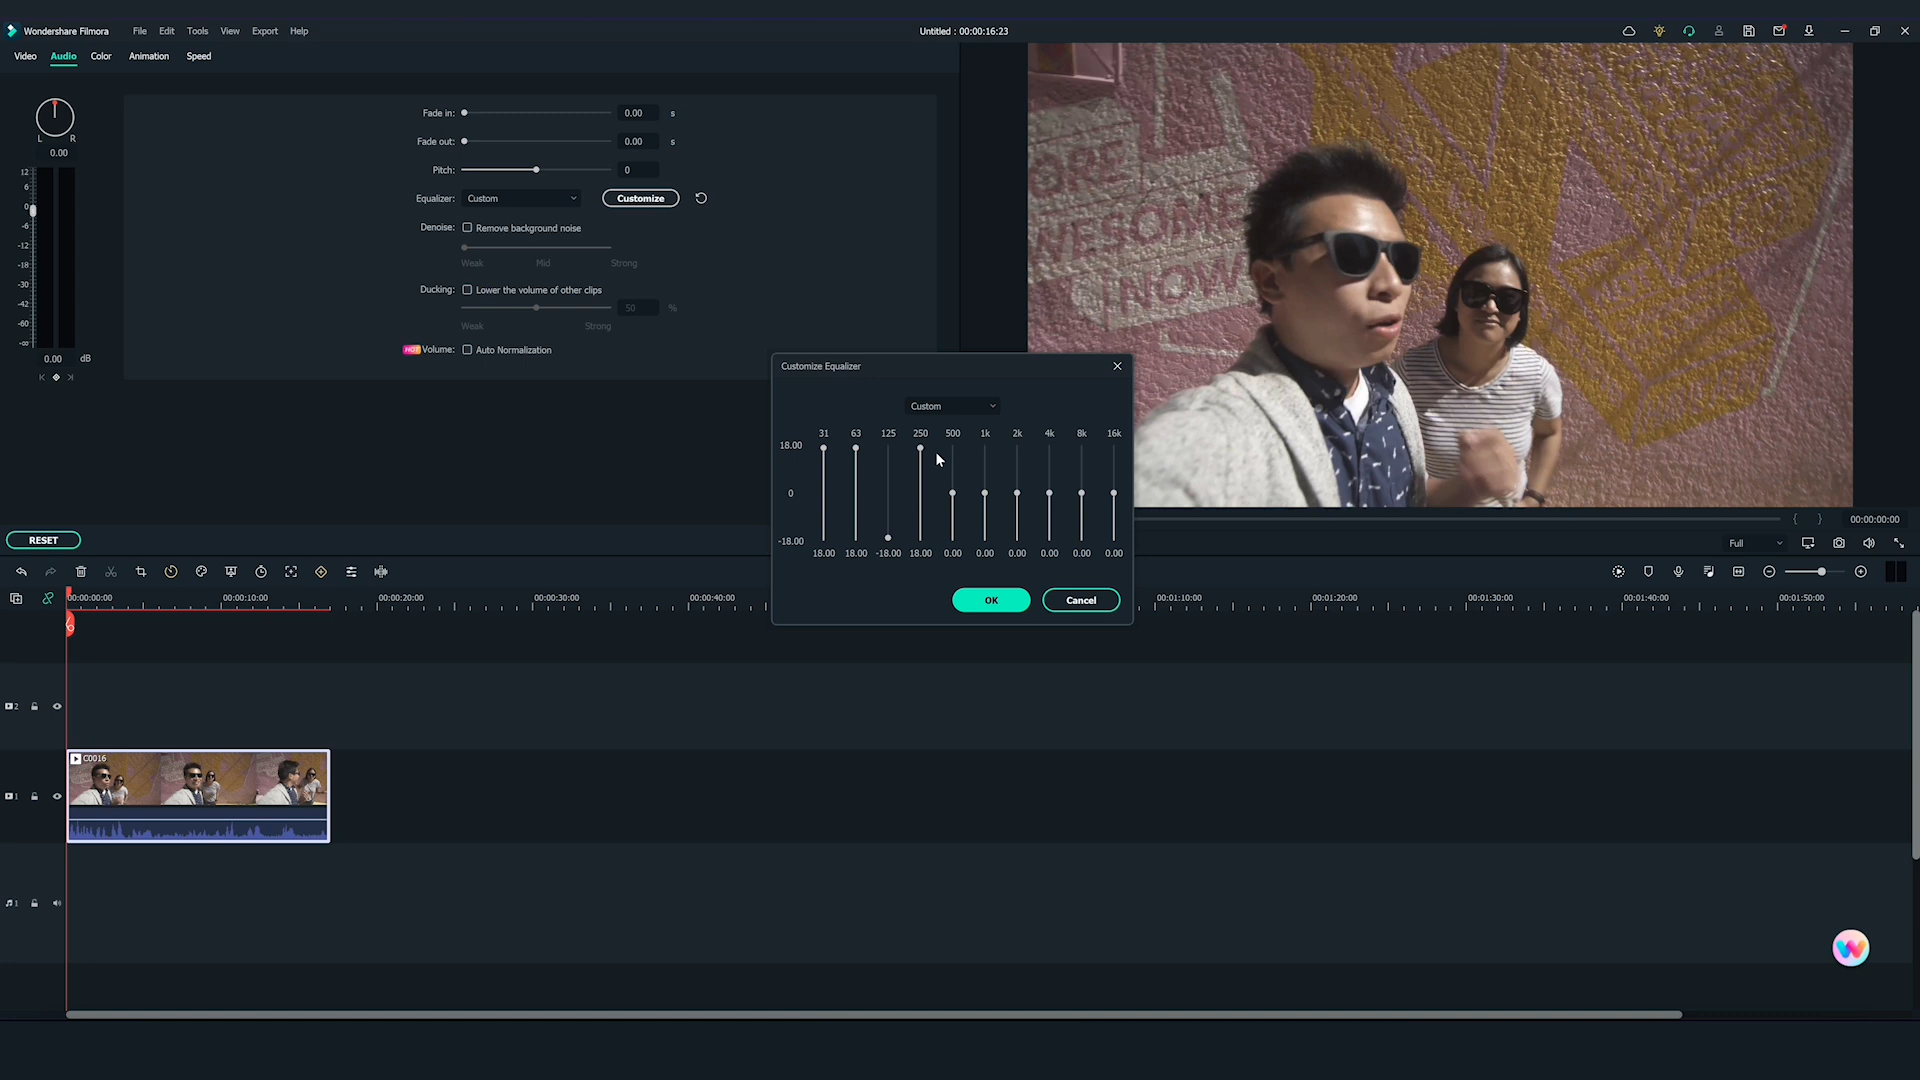 Wondershare Filmora File Edit Tools View Export Help Untitled : 00:00:16:23
Video Audio Color Animation Speed
Fade in: 0.00 s
Fade out: 0.00 s
Pitch: 0
Equalizer: Custom Customize
Denoise: Remove background noise
Weak Mid Strong
Ducking: Lower the volume of other clips
50 %
Weak Strong
HOT Volume: Auto Normalization
L R
0.00
12
6
0
-6
-12
-18
-30
-42
-60
-∞
0.00 dB
ARE
AWESOME
KNOW
Customize Equalizer
Custom
31 63 125 250 500 1k 2k 4k 8k 16k
18.00
0
-18.00
18.00 18.00 -18.00 18.00 0.00 0.00 0.00 0.00 0.00 0.00
OK Cancel
{ } 00:00:00:00
Full
RESET
00:00:00:00 00:00:10:00 00:00:20:00 00:00:30:00 00:00:40:00 00:01:10:00 00:01:20:00 00:01:30:00 00:01:40:00 00:01:50:00
2
C0016
1
1